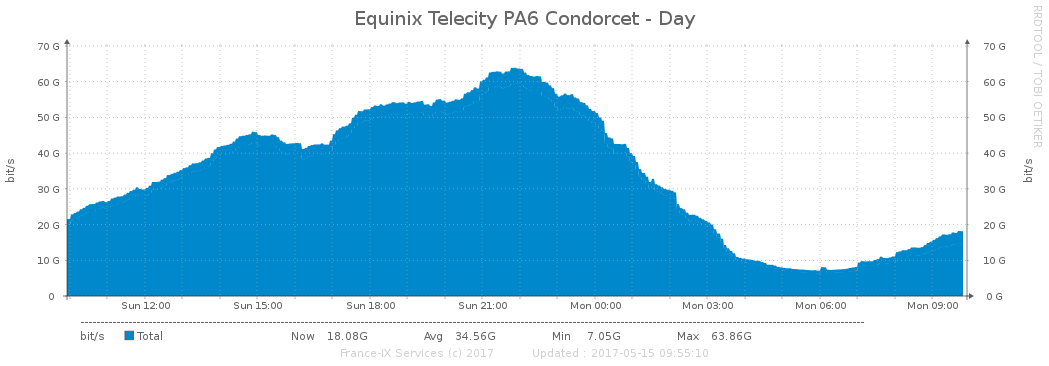 Equinix Telecity PA6 Condorcet - Day
RRDTOOL / TOBI OETIKER
70 G 70 G
60 G 60 G
50 G 50 G
40 G 40 G
bit/s bit/s
30 G 30 G
20 G 20 G
10 G 10 G
0 0 G
Sun 12:00 Sun 15:00 Sun 18:00 Sun 21:00 Mon 00:00 Mon 03:00 Mon 06:00 Mon 09:00
bit/s Total Now 18.08G Avg 34.56G Min 7.05G Max 63.86G
France-IX Services (c) 2017 Updated : 2017-05-15 09:55:10